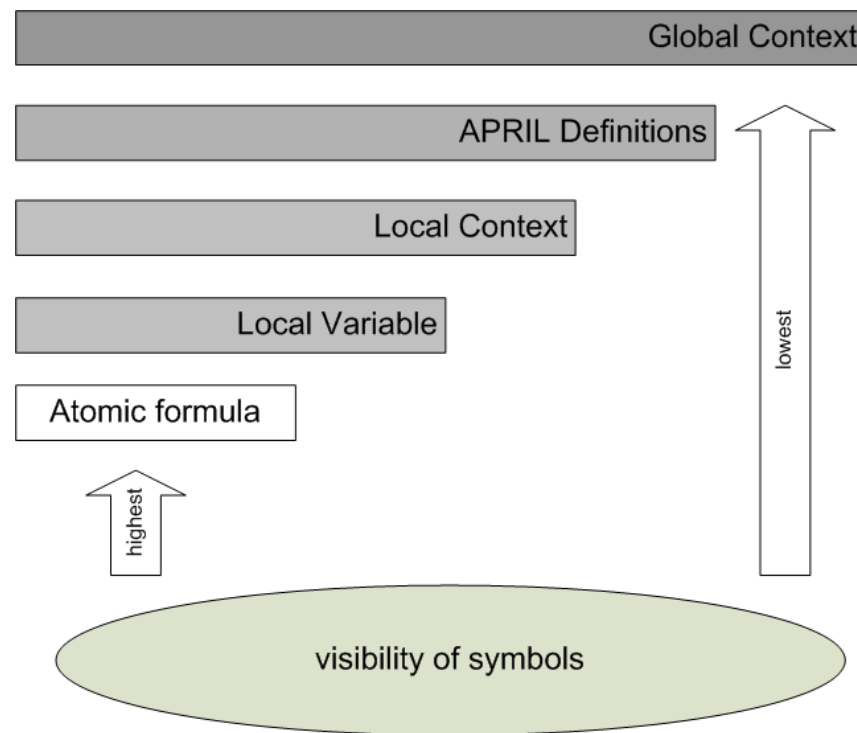 Global Context
APRIL Definitions
Local Context
Local Variable
Atomic formula
lowest
highest
visibility of symbols